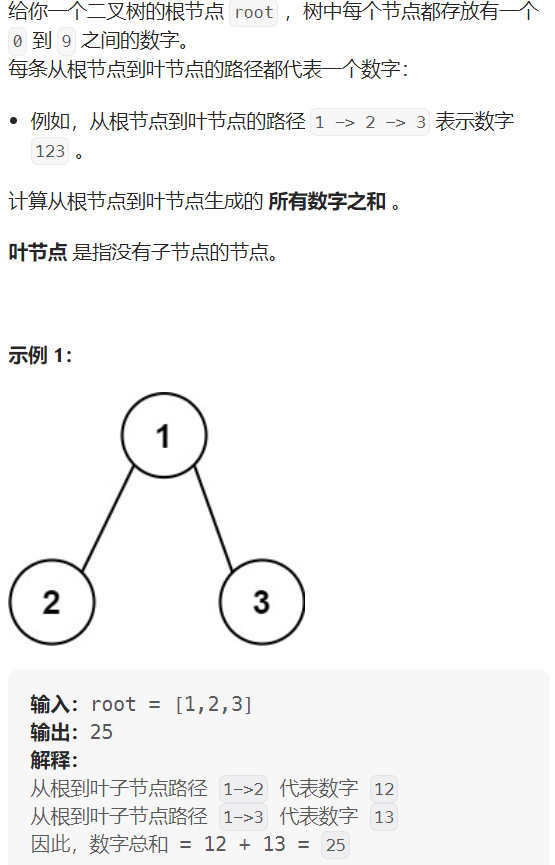 给你一个二叉树的根节点 root ，树中每个节点都存放有一个
0 到 9 之间的数字。
每条从根节点到叶节点的路径都代表一个数字：
• 例如，从根节点到叶节点的路径 1 -> 2 -> 3 表示数字
123 。
计算从根节点到叶节点生成的 所有数字之和 。
叶节点 是指没有子节点的节点。
示例 1：
1
2 3
输入：root = [1,2,3]
输出：25
解释：
从根到叶子节点路径 1->2 代表数字 12
从根到叶子节点路径 1->3 代表数字 13
因此，数字总和 = 12 + 13 = 25